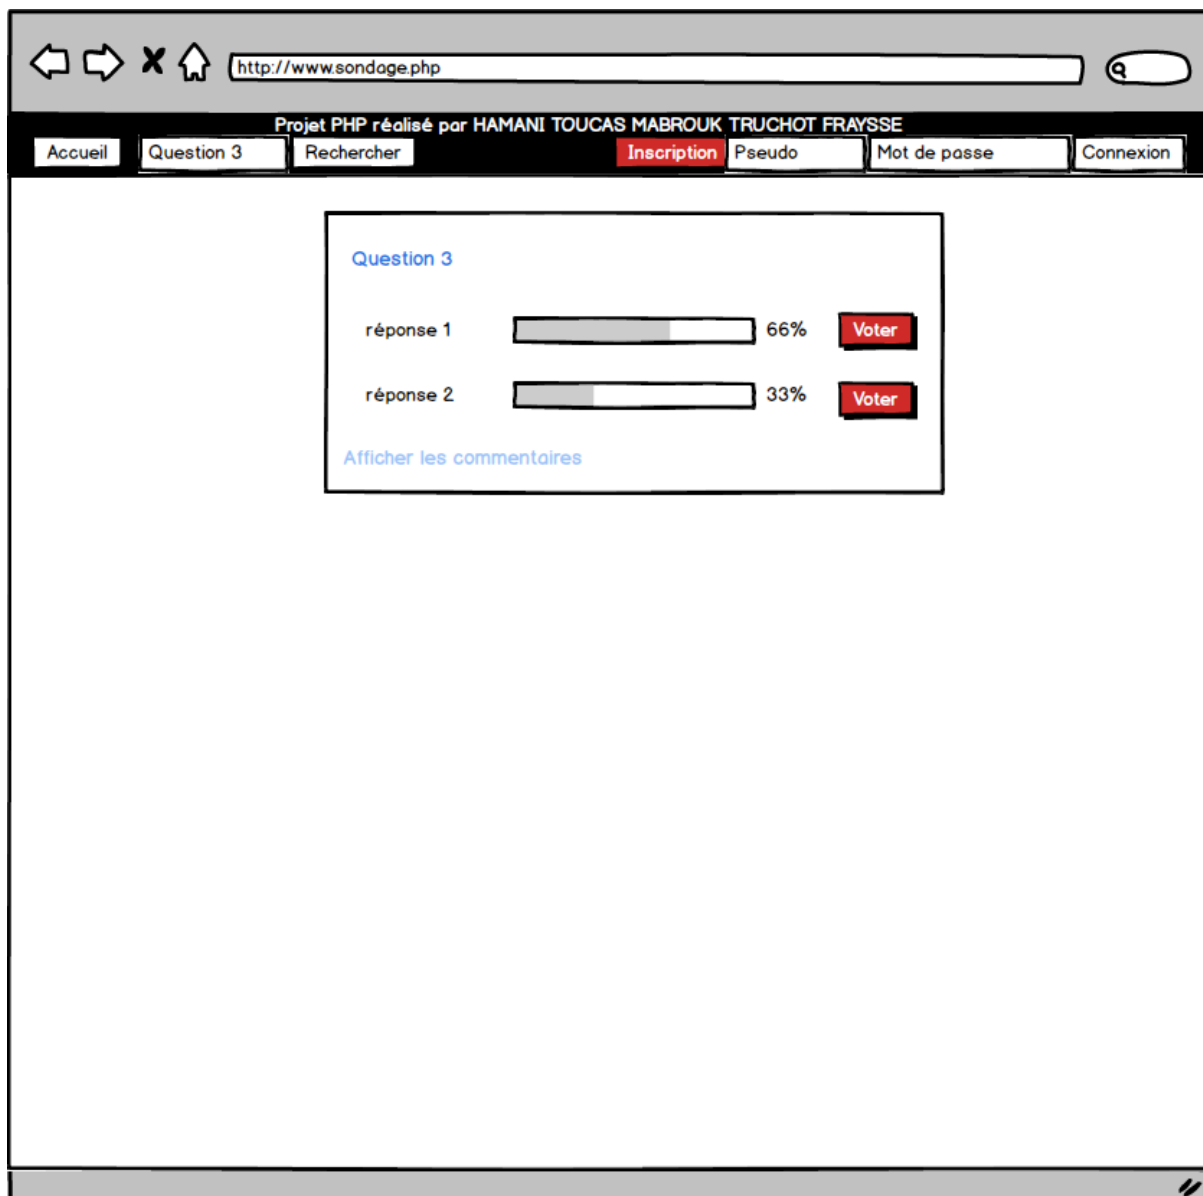 http://www.sondage.php
Projet PHP réalisé par HAMANI TOUCAS MABROUK TRUCHOT FRAYSSE
Accueil Question 3 Rechercher Inscription Pseudo Mot de passe Connexion
Question 3
réponse 1 66% Voter
réponse 2 33% Voter
Afficher les commentaires